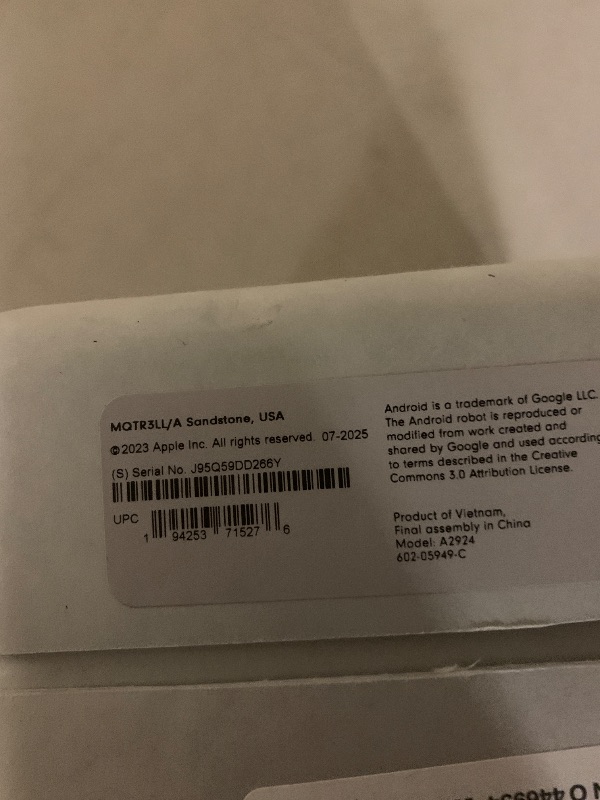 MQTR3LL/A Sandstone, USA
©2023 Apple Inc. All rights reserved. 07-2025
(S) Serial No. J95Q59DD266Y
UPC
1 94253 71527 6
Android is a trademark of Google LLC.
The Android robot is reproduced or
modified from work created and
shared by Google and used according
to terms described in the Creative
Commons 3.0 Attribution License.
Product of Vietnam,
Final assembly in China
Model: A2924
602-05949-C